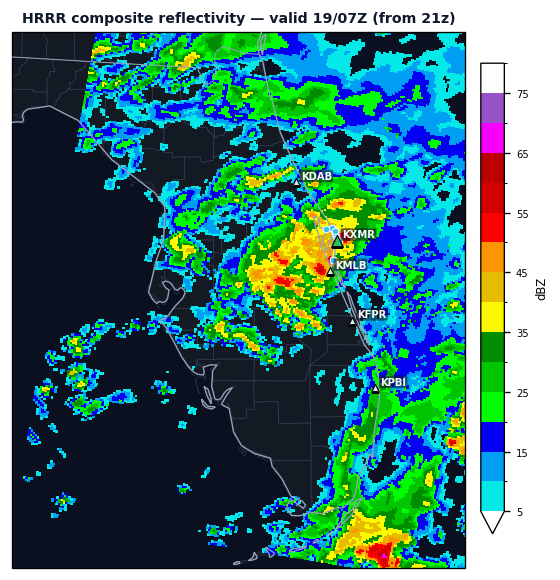 HRRR composite reflectivity — valid 19/07Z (from 21z)
KDAB
KXMR
KMLB
KFPR
KPBI
75
65
55
45
35
25
15
5
dBZ